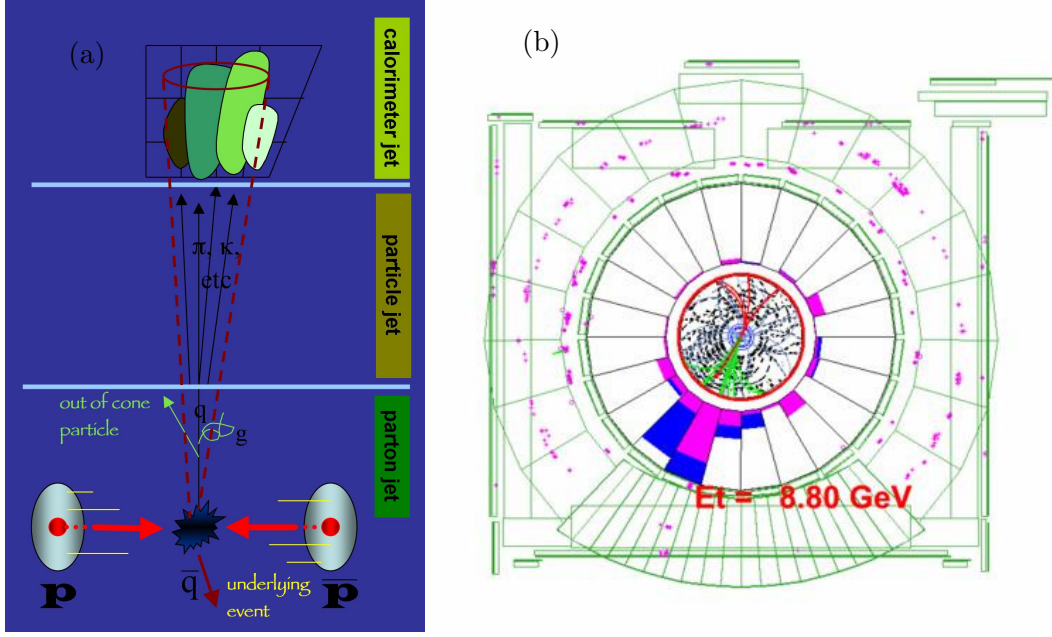 (a)
calorimeter jet
π, κ,
etc
particle jet
out of cone
particle
q
g
parton jet
p
q̅
underlying
event
p̅
(b)
Et = 8.80 GeV